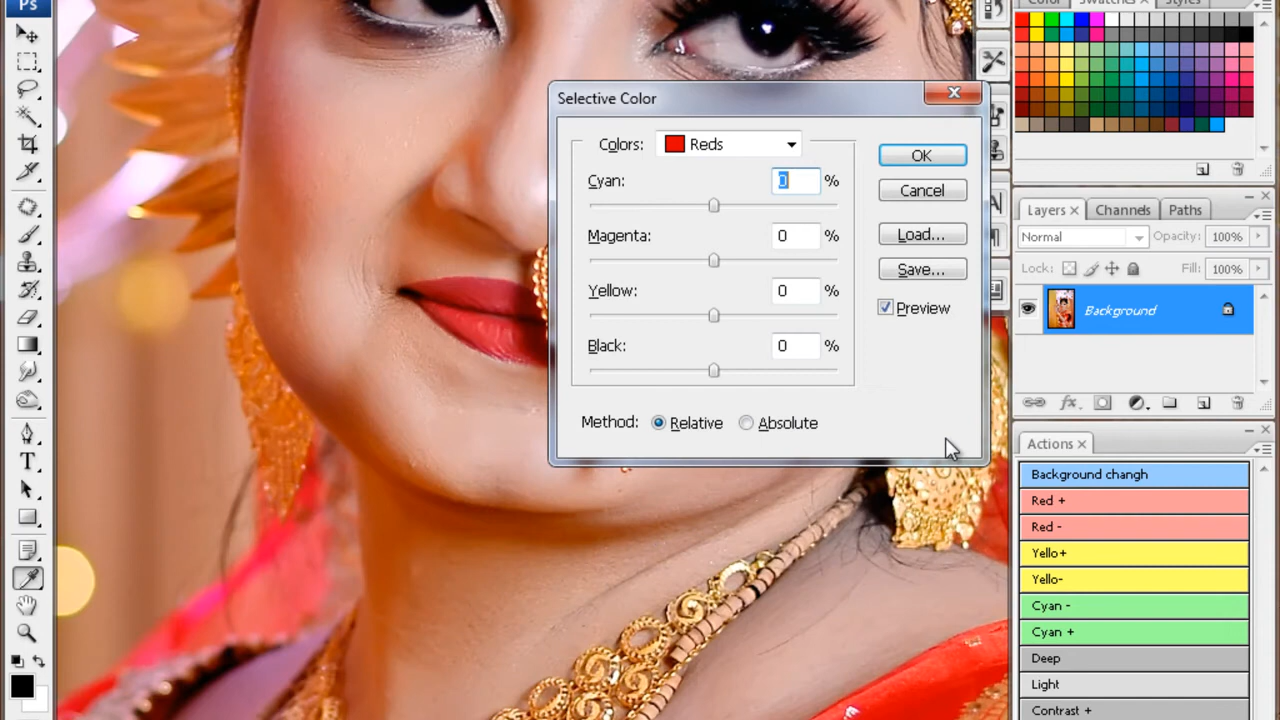 Ps
Color Swatches × Styles
Selective Color
Colors: Reds
Cyan: 0 %
Magenta: 0 %
Yellow: 0 %
Black: 0 %
Method: Relative Absolute
OK
Cancel
Load...
Save...
Preview
Layers × Channels Paths
Normal Opacity: 100%
Lock: Fill: 100%
Background
Actions ×
Background changh
Red +
Red -
Yello+
Yello-
Cyan -
Cyan +
Deep
Light
Contrast +